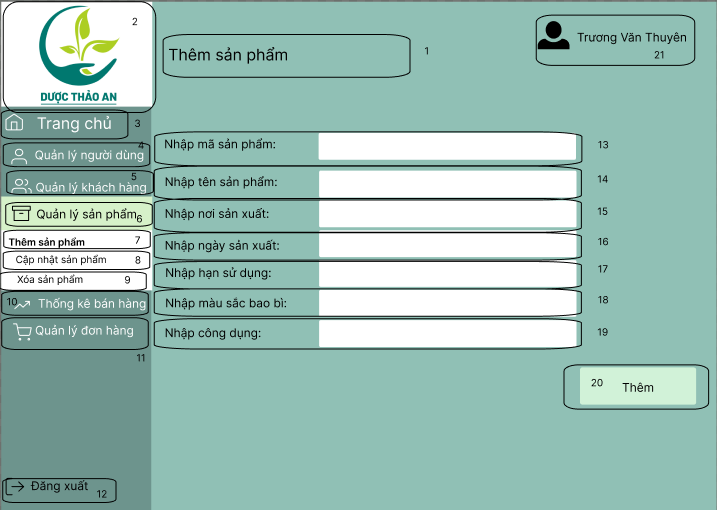 2
DƯỢC THẢO AN
Thêm sản phẩm
1
Trương Văn Thuyên
21
Trang chủ
3
4
Quản lý người dùng
5
Quản lý khách hàng
Quản lý sản phẩm
6
Thêm sản phẩm
7
Cập nhật sản phẩm
8
Xóa sản phẩm
9
10
Thống kê bán hàng
Quản lý đơn hàng
11
Đăng xuất
12
Nhập mã sản phẩm:
13
Nhập tên sản phẩm:
14
Nhập nơi sản xuất:
15
Nhập ngày sản xuất:
16
Nhập hạn sử dụng:
17
Nhập màu sắc bao bì:
18
Nhập công dụng:
19
20
Thêm